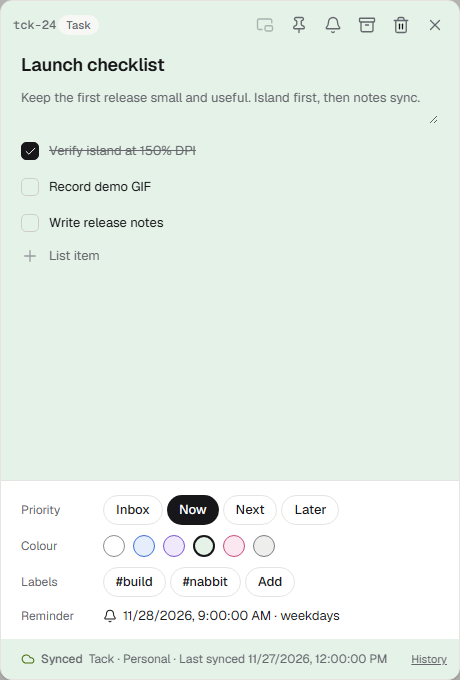 tck-24 Task
Launch checklist
Keep the first release small and useful. Island first, then notes sync.
Verify island at 150% DPI
Record demo GIF
Write release notes
List item
Priority Inbox Now Next Later
Colour
Labels #build #nabbit Add
Reminder 11/28/2026, 9:00:00 AM · weekdays
Synced Tack · Personal · Last synced 11/27/2026, 12:00:00 PM History